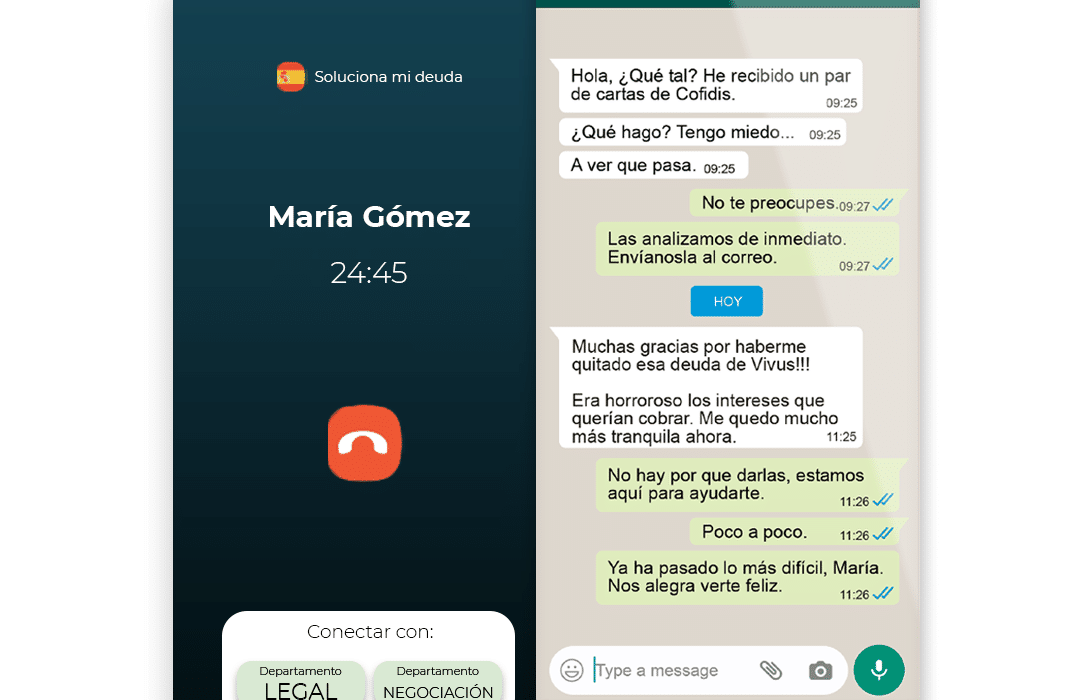 Soluciona mi deuda
María Gómez
24:45
Conectar con:
Departamento
LEGAL
Departamento
NEGOCIACIÓN
Hola, ¿Qué tal? He recibido un par
de cartas de Cofidis.
09:25
¿Qué hago? Tengo miedo... 09:25
A ver que pasa. 09:25
No te preocupes. 09:27
Las analizamos de inmediato.
Envíanosla al correo.
09:27
HOY
Muchas gracias por haberme
quitado esa deuda de Vivus!!!
Era horroroso los intereses que
querían cobrar. Me quedo mucho
más tranquila ahora. 11:25
No hay por que darlas, estamos
aquí para ayudarte.
11:26
Poco a poco. 11:26
Ya ha pasado lo más difícil, María.
Nos alegra verte feliz.
11:26
Type a message